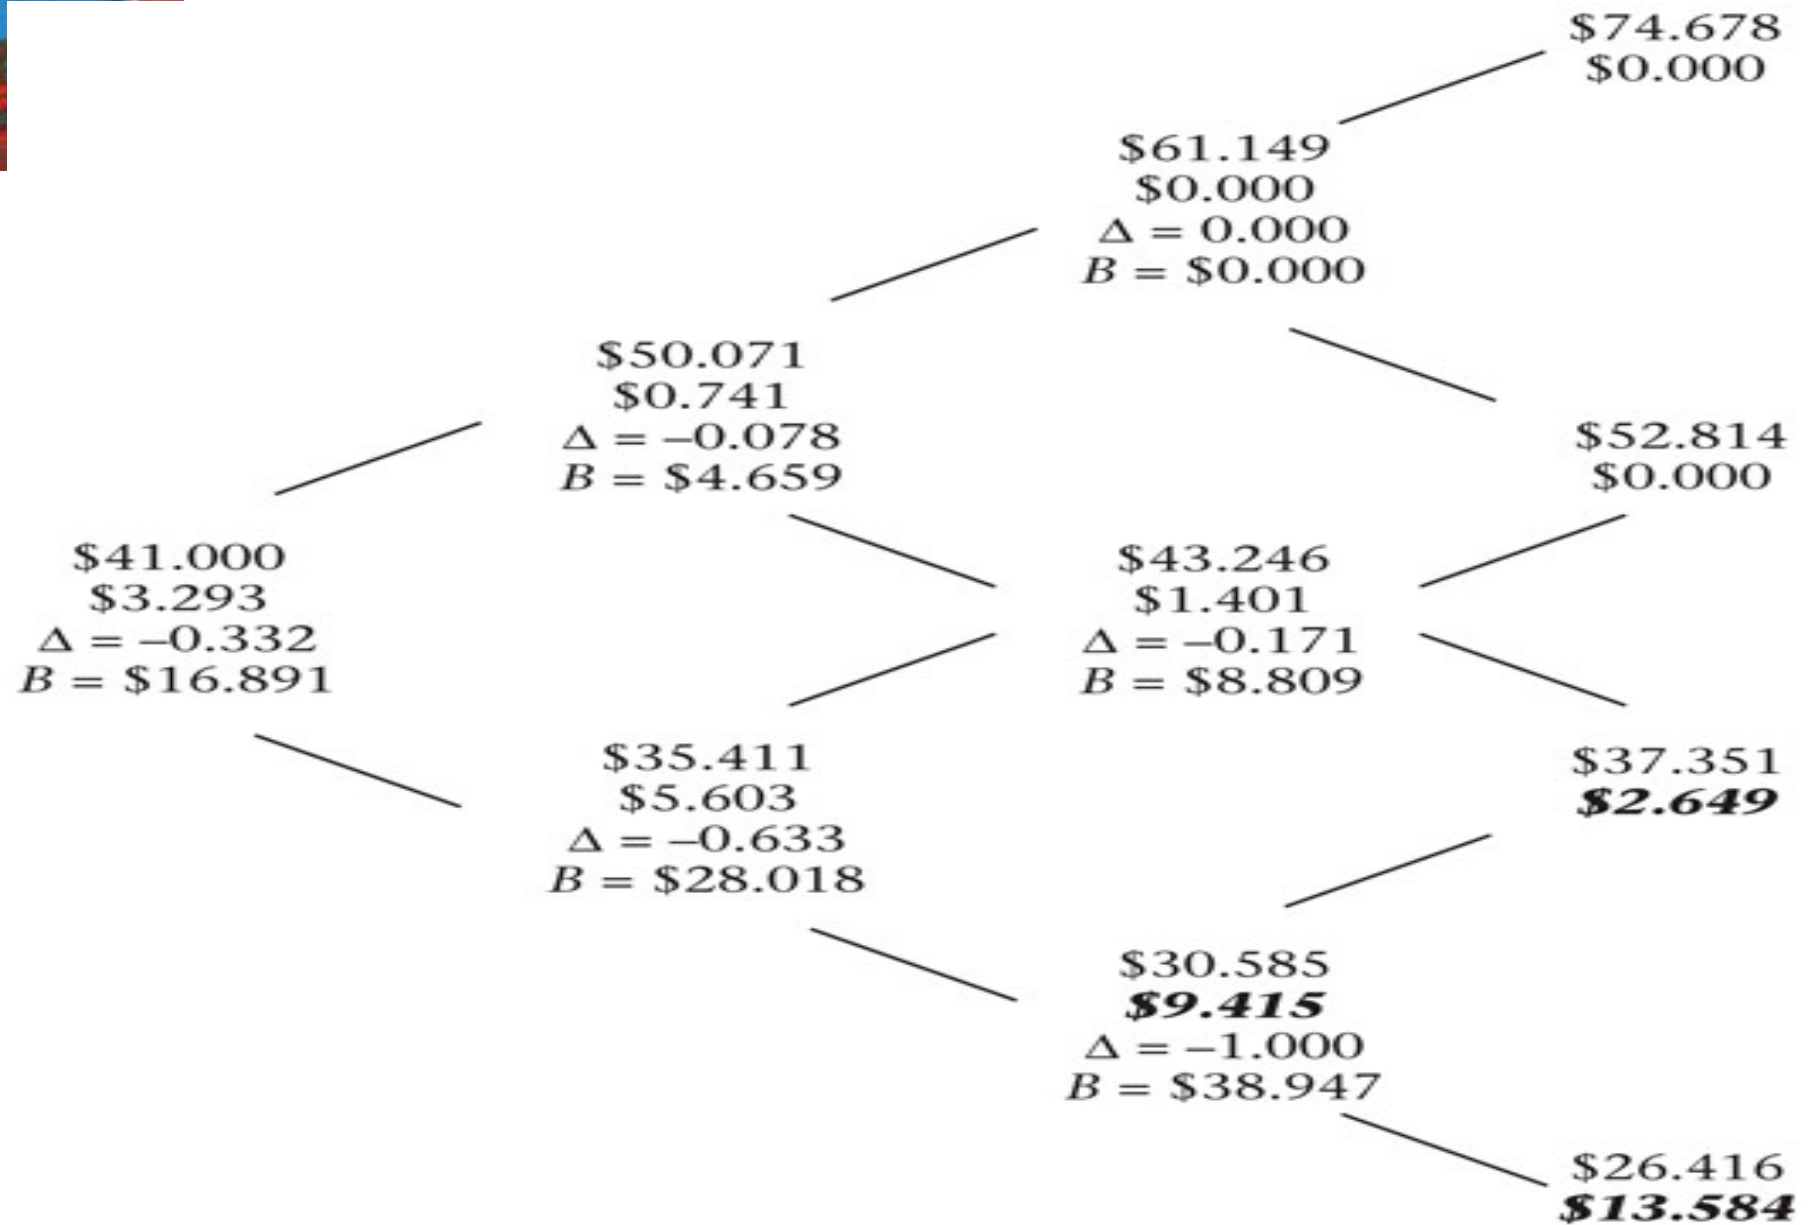 $74.678
$0.000
$61.149
$0.000
Δ = 0.000
B = $0.000
$50.071
$0.741
Δ = –0.078
B = $4.659
$52.814
$0.000
$41.000
$3.293
Δ = –0.332
B = $16.891
$43.246
$1.401
Δ = –0.171
B = $8.809
$35.411
$5.603
Δ = –0.633
B = $28.018
$37.351
$2.649
$30.585
$9.415
Δ = –1.000
B = $38.947
$26.416
$13.584